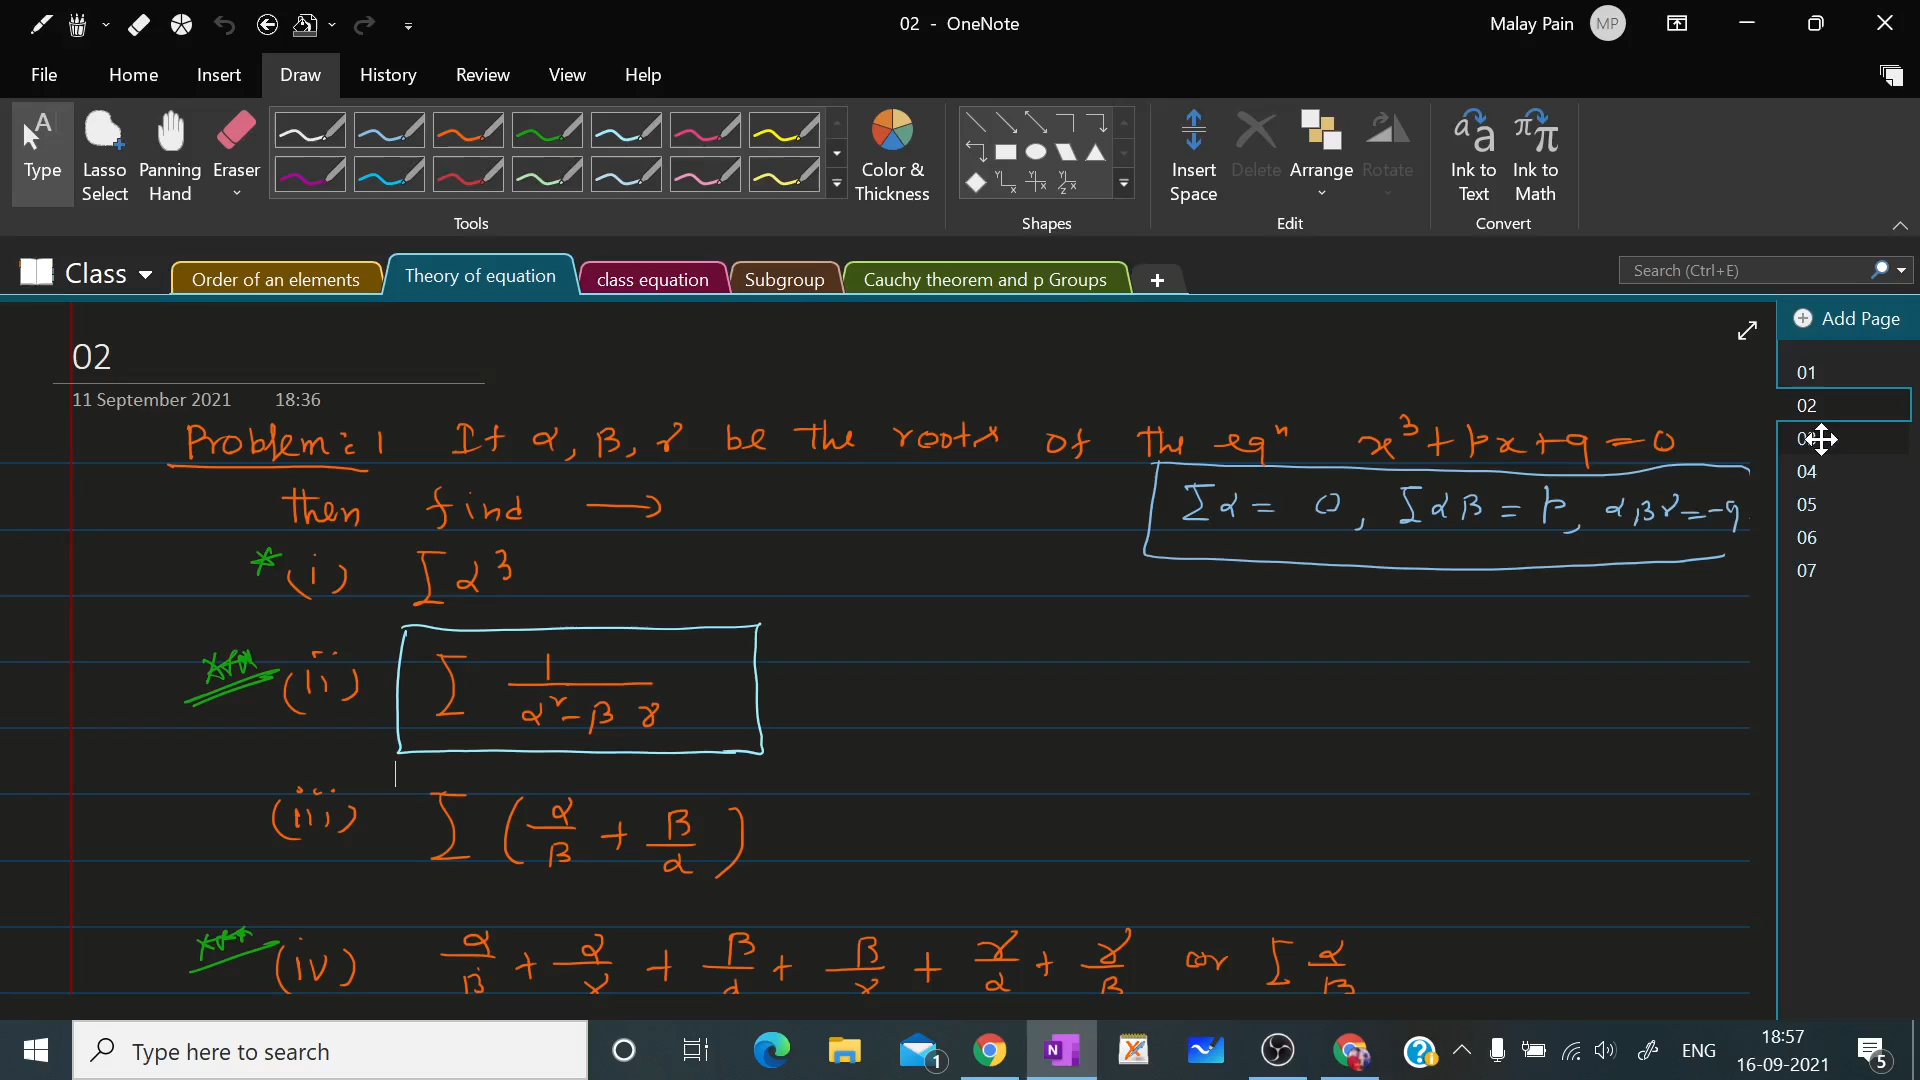 02 - OneNote
Malay Pain MP
File Home Insert Draw History Review View Help
Type
Lasso Select
Panning Hand
Eraser
Color & Thickness
Insert Space
Delete
Arrange
Rotate
Ink to Text
Ink to Math
Tools Shapes Edit Convert
Class Order of an elements Theory of equation class equation Subgroup Cauchy theorem and p Groups
Search (Ctrl+E)
Add Page
01
02
04
05
06
07
02
11 September 2021 18:36
Problem: 1 If α, β, γ be the roots of the eqⁿ x³+px+q=0
then find →
Σα = 0, Σαβ = p, αβγ=-q
* (i) Σα³
*** (ii) Σ 1/(α²-βγ)
(iii) Σ (α/β + β/α)
*** (iv) α/β + α/γ + β/α + β/γ + γ/α + γ/β or Σ α/β
Type here to search
1
ENG
18:57
16-09-2021
5